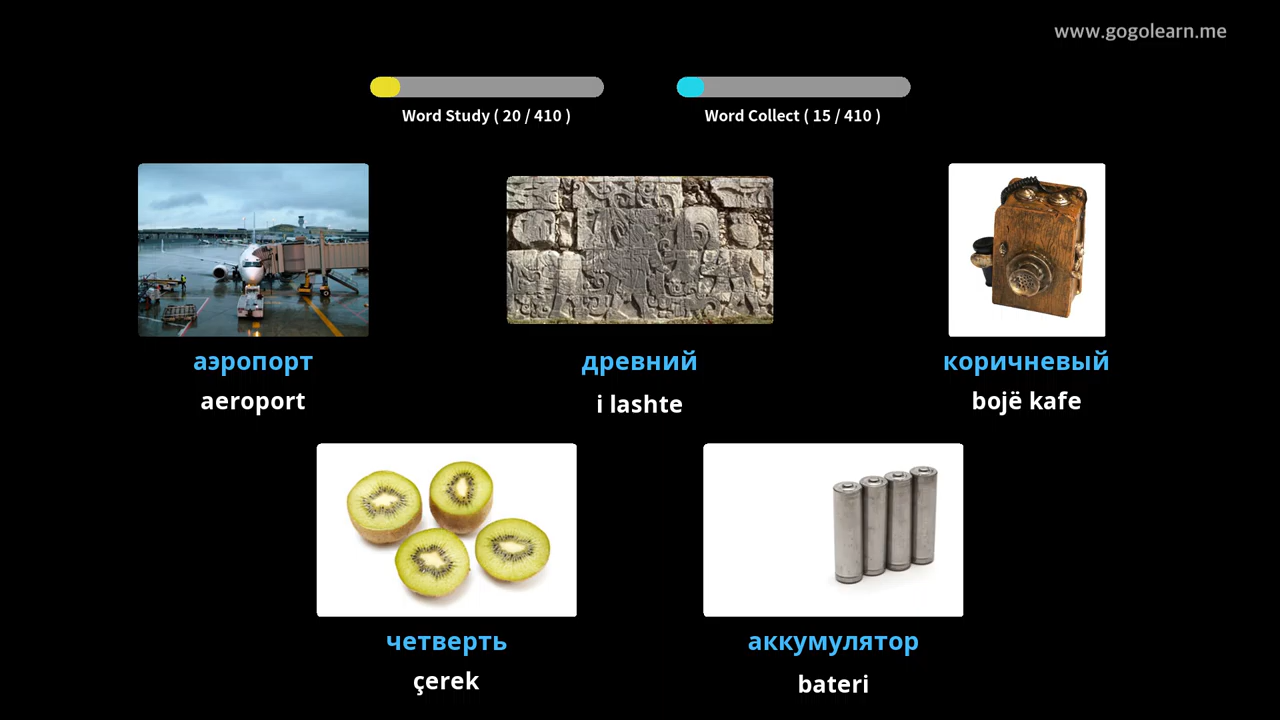 www.gogolearn.me
Word Study ( 20 / 410 )
Word Collect ( 15 / 410 )
аэропорт
древний
коричневый
aeroport
i lashte
bojë kafe
четверть
аккумулятор
çerek
bateri